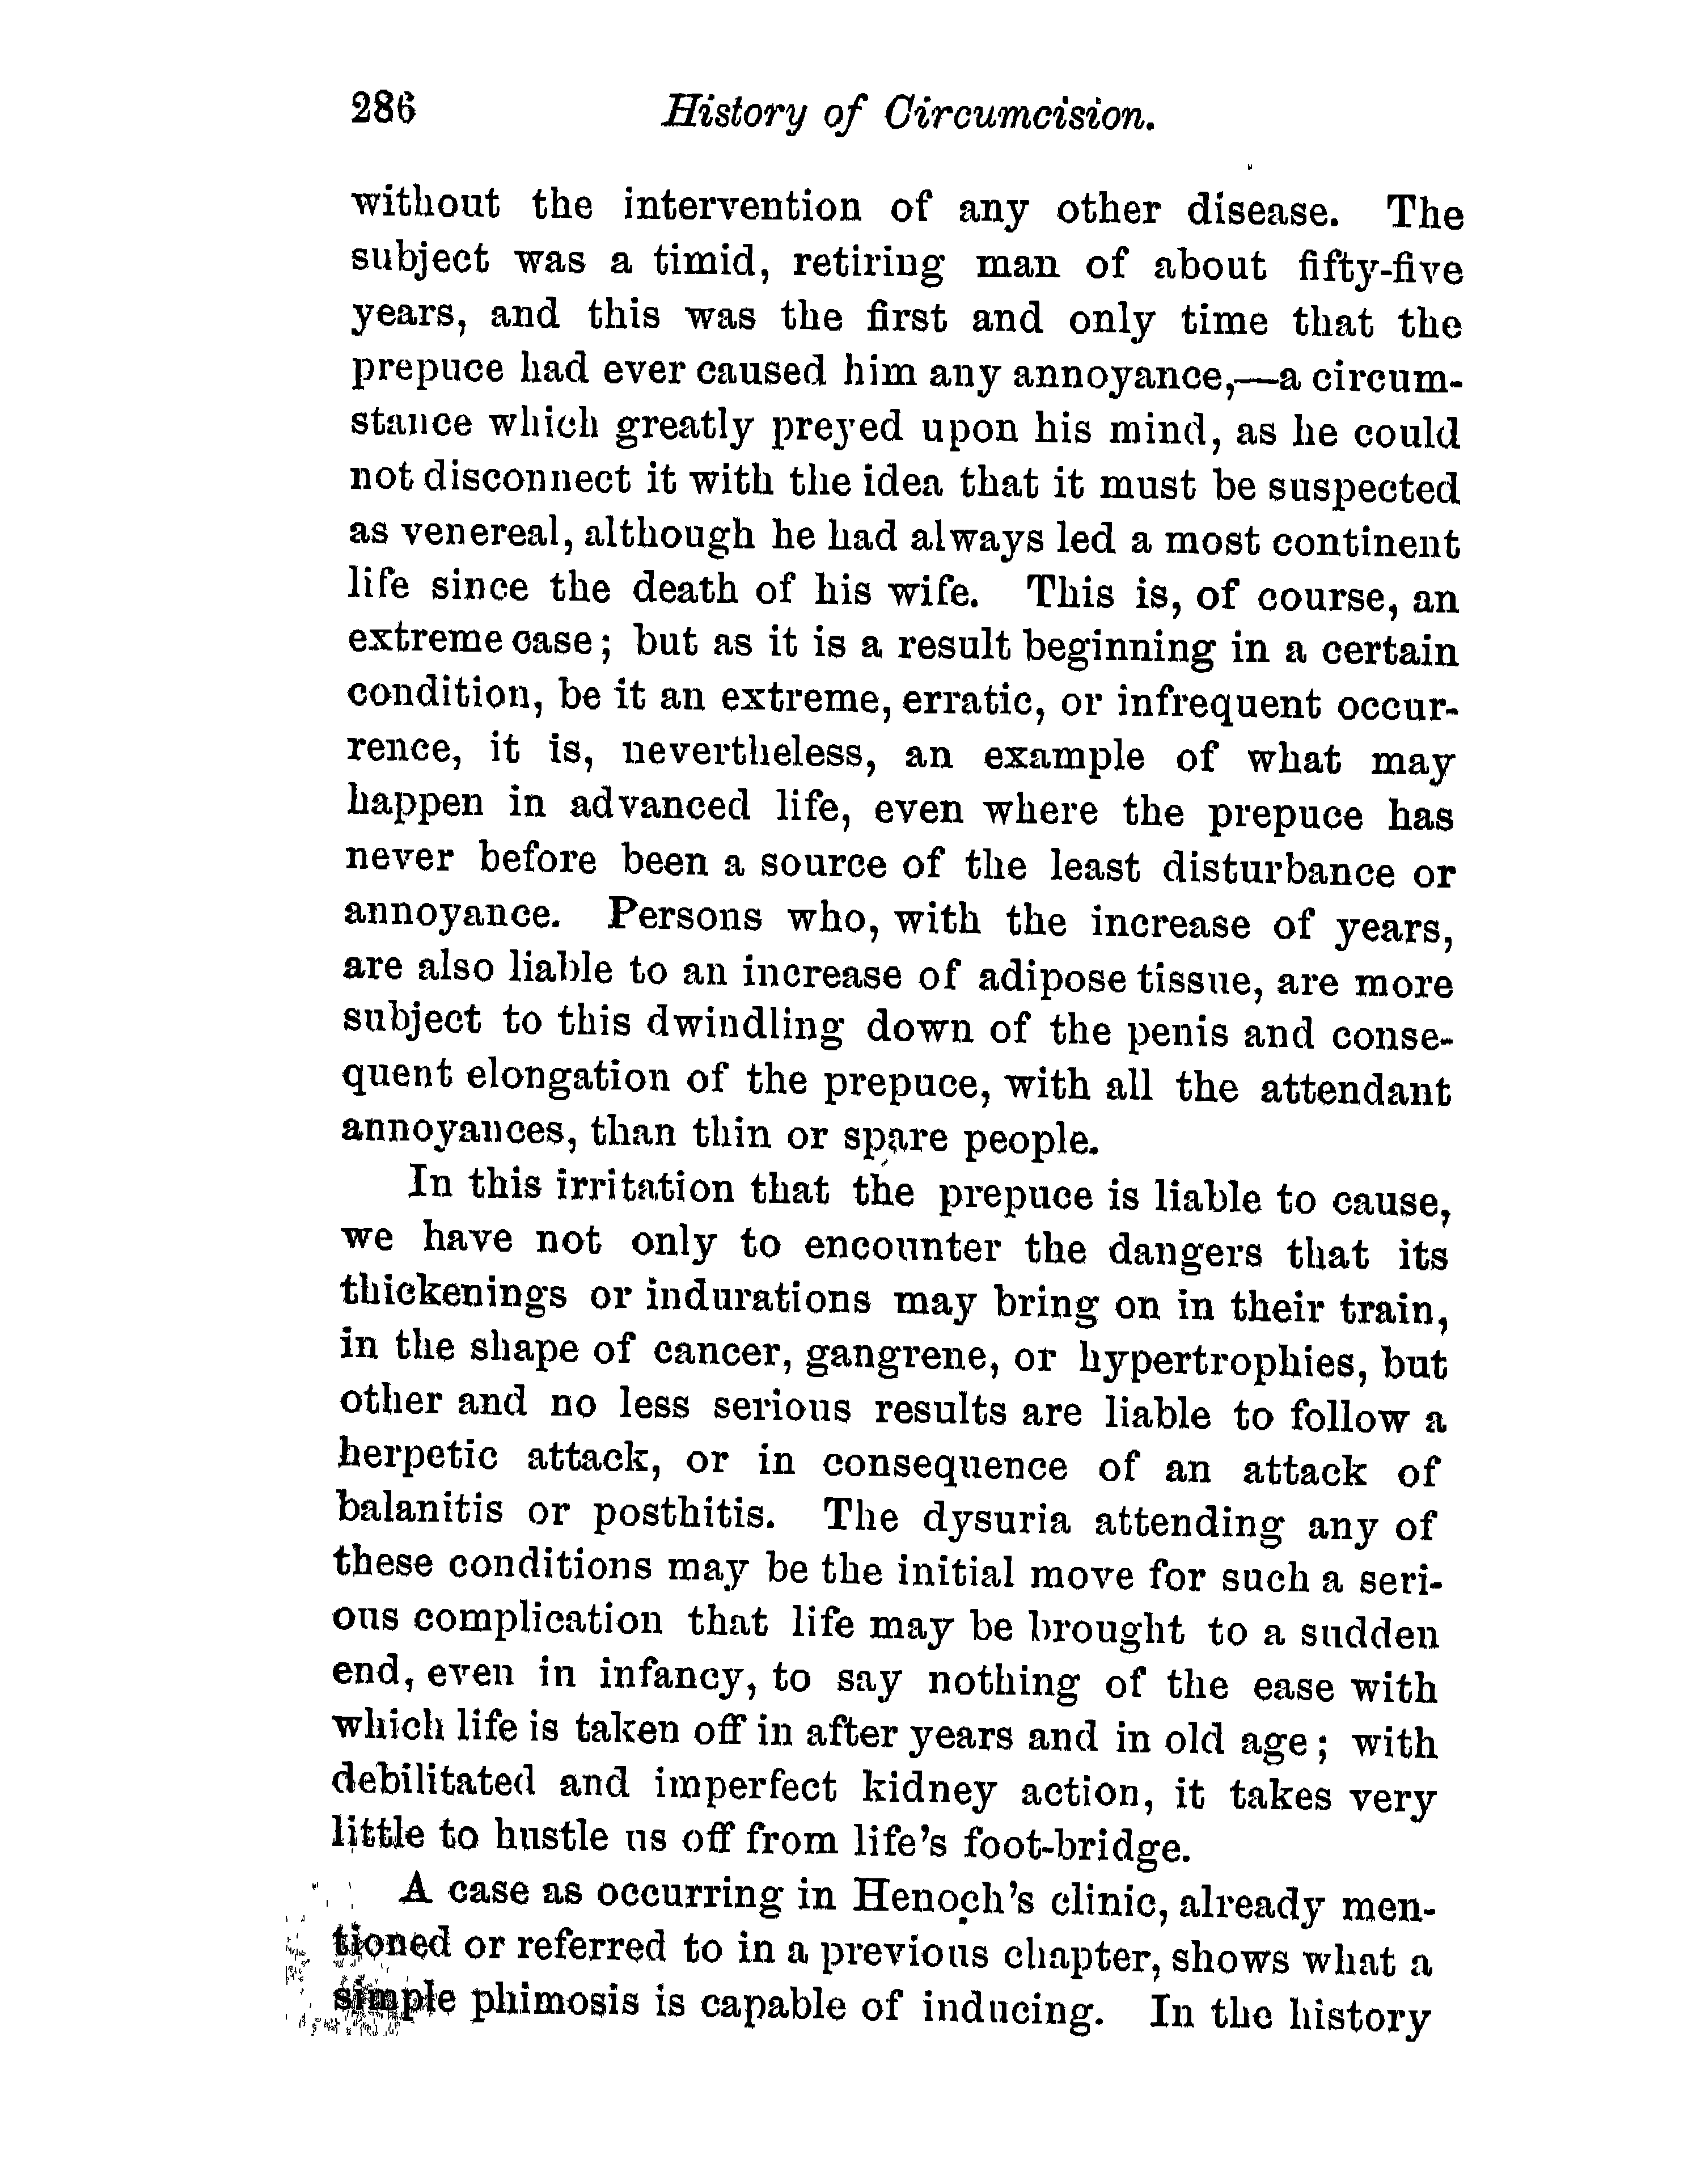 286 History of Circumcision.
without the intervention of any other disease. The
subject was a timid, retiring man of about fifty-five
years, and this was the first and only time that the
prepuce had ever caused him any annoyance,—a circum-
stance which greatly preyed upon his mind, as he could
not disconnect it with the idea that it must be suspected
as venereal, although he had always led a most continent
life since the death of his wife. This is, of course, an
extreme case; but as it is a result beginning in a certain
condition, be it an extreme, erratic, or infrequent occur-
rence, it is, nevertheless, an example of what may
happen in advanced life, even where the prepuce has
never before been a source of the least disturbance or
annoyance. Persons who, with the increase of years,
are also liable to an increase of adipose tissue, are more
subject to this dwindling down of the penis and conse-
quent elongation of the prepuce, with all the attendant
annoyances, than thin or spare people.
In this irritation that the prepuce is liable to cause,
we have not only to encounter the dangers that its
thickenings or indurations may bring on in their train,
in the shape of cancer, gangrene, or hypertrophies, but
other and no less serious results are liable to follow a
herpetic attack, or in consequence of an attack of
balanitis or posthitis. The dysuria attending any of
these conditions may be the initial move for such a seri-
ous complication that life may be brought to a sudden
end, even in infancy, to say nothing of the ease with
which life is taken off in after years and in old age; with
debilitated and imperfect kidney action, it takes very
little to hustle us off from life's foot-bridge.
A case as occurring in Henoch's clinic, already men-
tioned or referred to in a previous chapter, shows what a
simple phimosis is capable of inducing. In the history